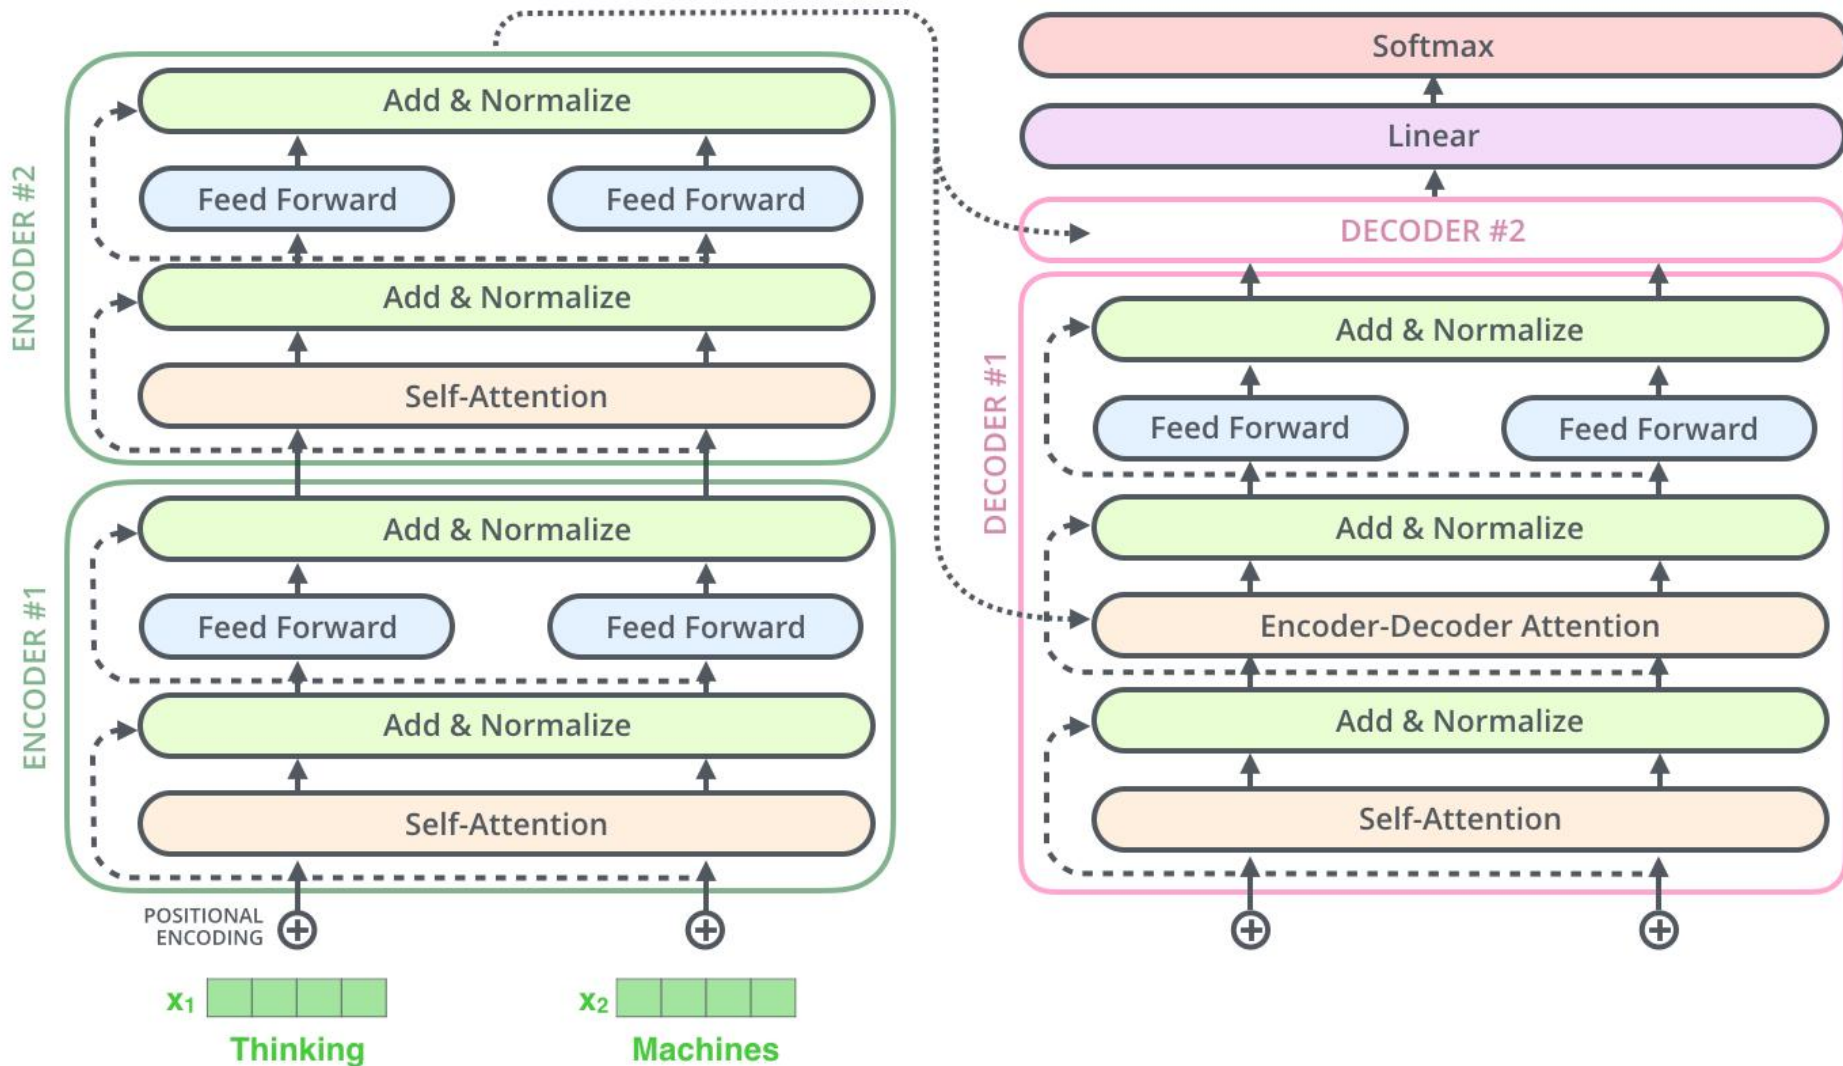 ENCODER #2
Add & Normalize
Feed Forward
Feed Forward
Add & Normalize
Self-Attention
ENCODER #1
Add & Normalize
Feed Forward
Feed Forward
Add & Normalize
Self-Attention
POSITIONAL
ENCODING
x1
x2
Thinking
Machines
Softmax
Linear
DECODER #2
DECODER #1
Add & Normalize
Feed Forward
Feed Forward
Add & Normalize
Encoder-Decoder Attention
Add & Normalize
Self-Attention